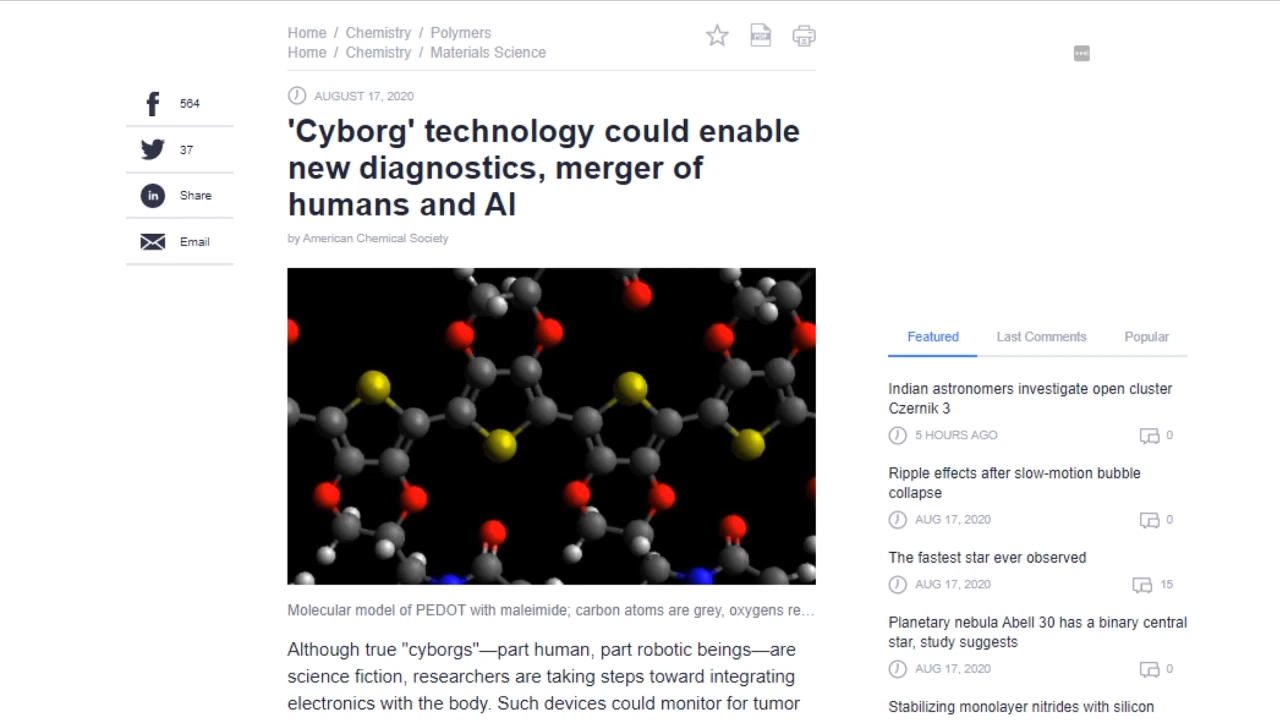 Home / Chemistry / Polymers
Home / Chemistry / Materials Science
PDF
564
37
in Share
Email
AUGUST 17, 2020
'Cyborg' technology could enable
new diagnostics, merger of
humans and AI
by American Chemical Society
Molecular model of PEDOT with maleimide; carbon atoms are grey, oxygens re…
Although true "cyborgs"—part human, part robotic beings—are
science fiction, researchers are taking steps toward integrating
electronics with the body. Such devices could monitor for tumor
Featured Last Comments Popular
Indian astronomers investigate open cluster
Czernik 3
5 HOURS AGO 0
Ripple effects after slow-motion bubble
collapse
AUG 17, 2020 0
The fastest star ever observed
AUG 17, 2020 15
Planetary nebula Abell 30 has a binary central
star, study suggests
AUG 17, 2020 0
Stabilizing monolayer nitrides with silicon